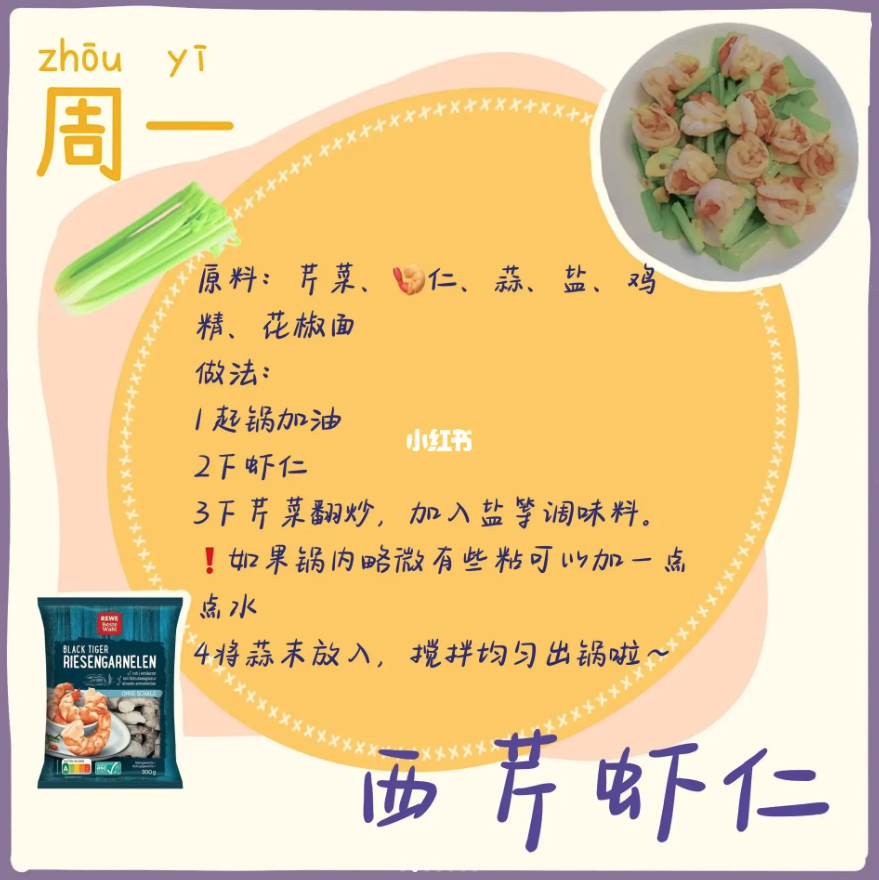 zhōu yī
周一
原料：芹菜、🦐仁、蒜、盐、鸡
精、花椒面
做法：
1起锅加油
2下虾仁
小红书
3下芹菜翻炒，加入盐等调味料。
❗如果锅内略微有些粘可以加一点
点水
4将蒜末放入，搅拌均匀出锅啦～
REWE
Beste
Wahl
BLACK TIGER
RIESENGARNELEN
OHNE SCHALE
300g
西芹虾仁